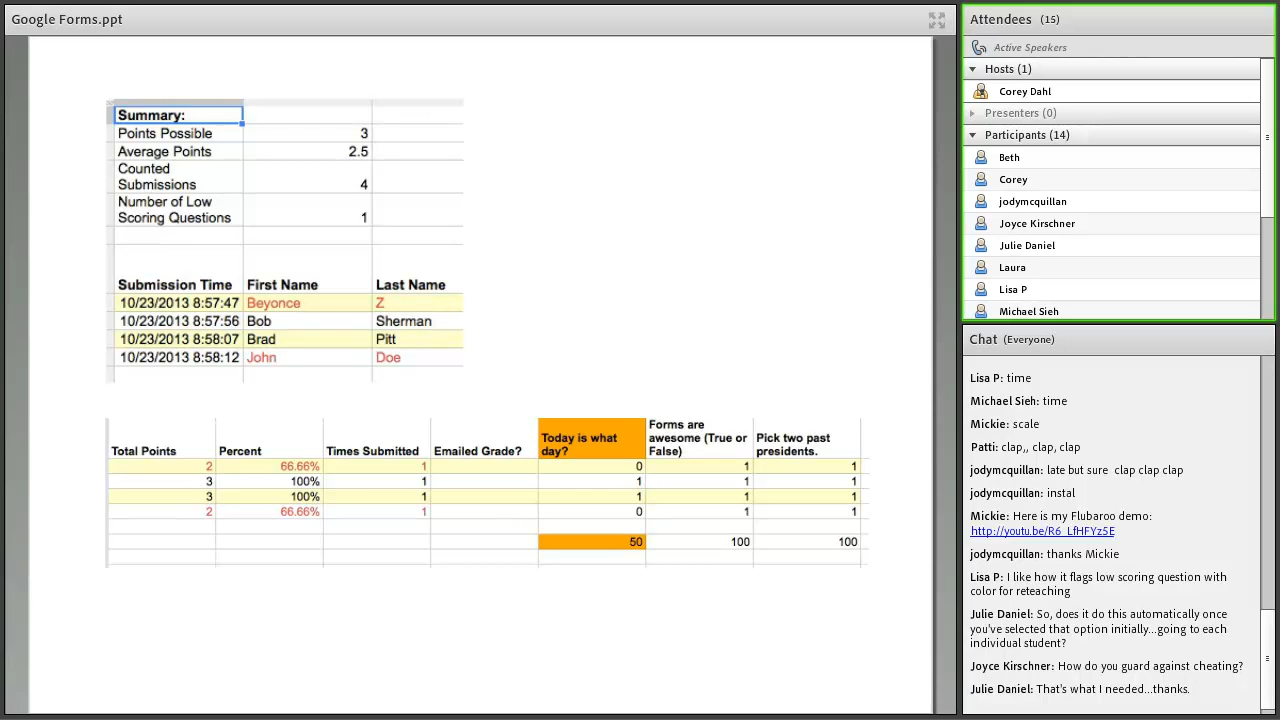 Google Forms.ppt
Summary:
Points Possible 3
Average Points 2.5
Counted
Submissions 4
Number of Low
Scoring Questions 1
Submission Time First Name Last Name
10/23/2013 8:57:47 Beyonce Z
10/23/2013 8:57:56 Bob Sherman
10/23/2013 8:58:07 Brad Pitt
10/23/2013 8:58:12 John Doe
Total Points Percent Times Submitted Emailed Grade? Today is what day? Forms are awesome (True or False) Pick two past presidents.
2 66.66% 1 0 1 1
3 100% 1 1 1 1
3 100% 1 1 1 1
2 66.66% 1 0 1 1
50 100 100
Attendees (15)
Active Speakers
Hosts (1)
Corey Dahl
Presenters (0)
Participants (14)
Beth
Corey
jodymcquillan
Joyce Kirschner
Julie Daniel
Laura
Lisa P
Michael Sieh
Chat (Everyone)
Lisa P: time
Michael Sieh: time
Mickie: scale
Patti: clap,, clap, clap
jodymcquillan: late but sure clap clap clap
jodymcquillan: instal
Mickie: Here is my Flubaroo demo:
http://youtu.be/R6_LfHFYz5E
jodymcquillan: thanks Mickie
Lisa P: I like how it flags low scoring question with
color for reteaching
Julie Daniel: So, does it do this automatically once
you've selected that option initially...going to each
individual student?
Joyce Kirschner: How do you guard against cheating?
Julie Daniel: That's what I needed...thanks.